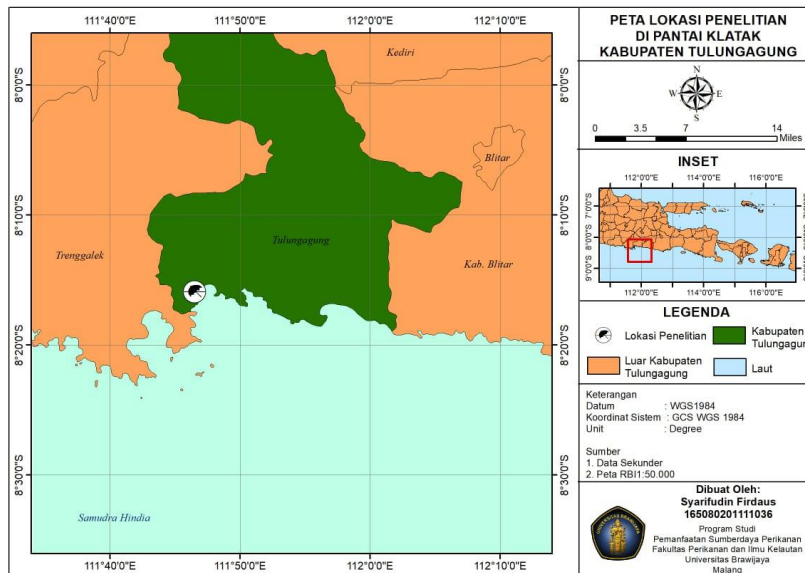 111°40'0"E 111°50'0"E 112°0'0"E 112°10'0"E
8°0'0"S 8°10'0"S 8°20'0"S 8°30'0"S
Kediri
Blitar
Trenggalek
Tulungagung
Kab. Blitar
Samudra Hindia
8°0'0"S 8°10'0"S 8°20'0"S 8°30'0"S
111°40'0"E 111°50'0"E 112°0'0"E 112°10'0"E
PETA LOKASI PENELITIAN
DI PANTAI KLATAK
KABUPATEN TULUNGAGUNG
N
W E
S
0 3.5 7 14
Miles
INSET
112°0'0"E 114°0'0"E 116°0'0"E
7°0'0"S
8°0'0"S
9°0'0"S
112°0'0"E 114°0'0"E 116°0'0"E
LEGENDA
Lokasi Penelitian
Kabupaten
Tulungagung
Luar Kabupaten
Tulungagung
Laut
Keterangan
Datum : WGS1984
Koordinat Sistem : GCS WGS 1984
Unit : Degree
Sumber
1. Data Sekunder
2. Peta RBI1:50.000
UNIVERSITAS BRAWIJAYA
Dibuat Oleh:
Syarifudin Firdaus
165080201111036
Program Studi
Pemanfaatan Sumberdaya Perikanan
Fakultas Perikanan dan Ilmu Kelautan
Universitas Brawijaya
Malang